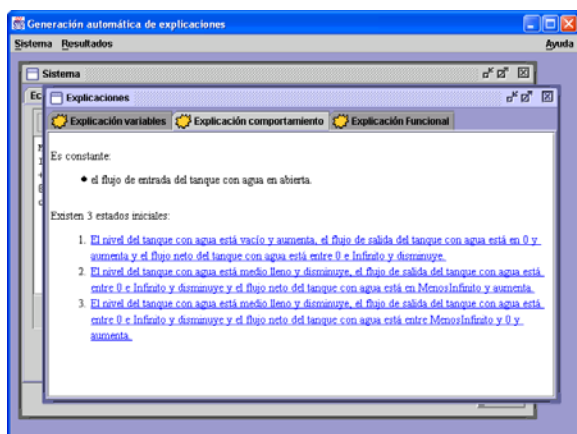 Generación automática de explicaciones
Sistema Resultados Ayuda
Sistema
Ec
Explicaciones
Explicación variables Explicación comportamiento Explicación Funcional
Es constante:
• el flujo de entrada del tanque con agua en abierta.
Existen 3 estados iniciales:
1. El nivel del tanque con agua está vacío y aumenta, el flujo de salida del tanque con agua está en 0 y
aumenta y el flujo neto del tanque con agua está entre 0 e Infinito y disminuye.
2. El nivel del tanque con agua está medio lleno y disminuye, el flujo de salida del tanque con agua está
entre 0 e Infinito y disminuye y el flujo neto del tanque con agua está en MenosInfinito y aumenta.
3. El nivel del tanque con agua está medio lleno y disminuye, el flujo de salida del tanque con agua está
entre 0 e Infinito y disminuye y el flujo neto del tanque con agua está entre MenosInfinito y 0 y
aumenta.